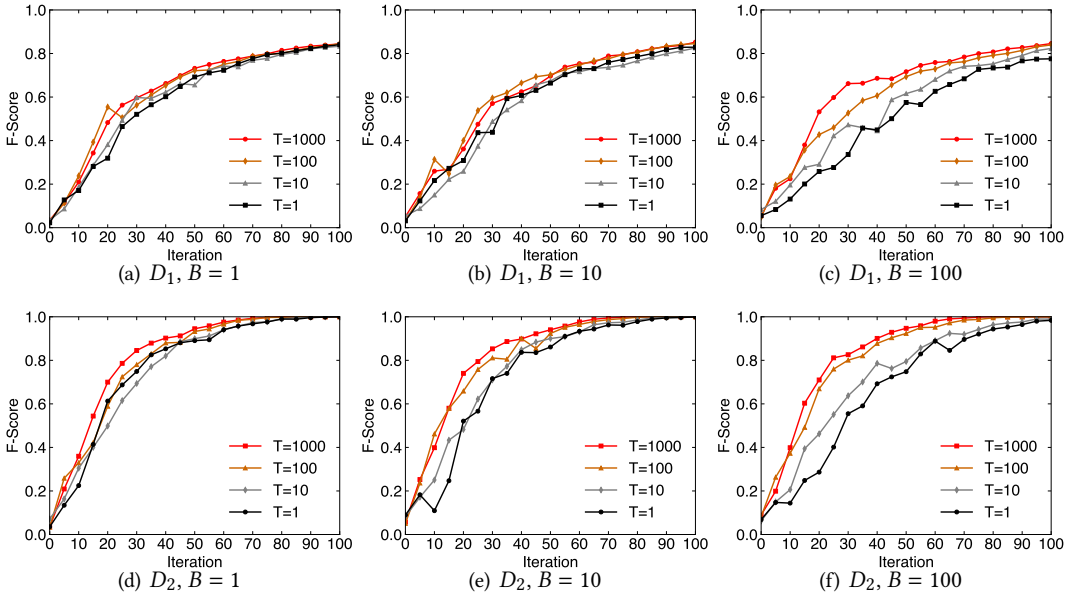 1.0
0.8
0.6
0.4
0.2
0.0
F-Score
T=1000
T=100
T=10
T=1
0 10 20 30 40 50 60 70 80 90 100
Iteration
(a) D₁, B = 1
1.0
0.8
0.6
0.4
0.2
0.0
F-Score
T=1000
T=100
T=10
T=1
0 10 20 30 40 50 60 70 80 90 100
Iteration
(b) D₁, B = 10
1.0
0.8
0.6
0.4
0.2
0.0
F-Score
T=1000
T=100
T=10
T=1
0 10 20 30 40 50 60 70 80 90 100
Iteration
(c) D₁, B = 100
1.0
0.8
0.6
0.4
0.2
0.0
F-Score
T=1000
T=100
T=10
T=1
0 10 20 30 40 50 60 70 80 90 100
Iteration
(d) D₂, B = 1
1.0
0.8
0.6
0.4
0.2
0.0
F-Score
T=1000
T=100
T=10
T=1
0 10 20 30 40 50 60 70 80 90 100
Iteration
(e) D₂, B = 10
1.0
0.8
0.6
0.4
0.2
0.0
F-Score
T=1000
T=100
T=10
T=1
0 10 20 30 40 50 60 70 80 90 100
Iteration
(f) D₂, B = 100